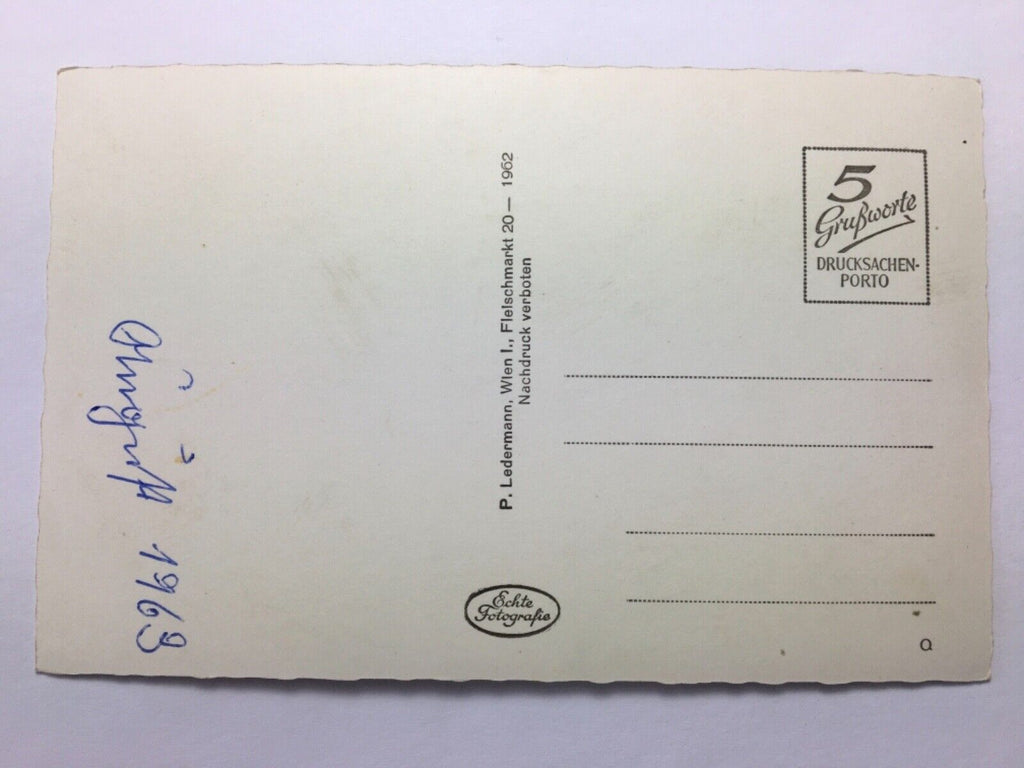 August 1963
P. Ledermann, Wien I., Fleischmarkt 20 — 1962
Nachdruck verboten
Echte
Fotografie
5
Grußworte
DRUCKSACHEN-
PORTO
Q